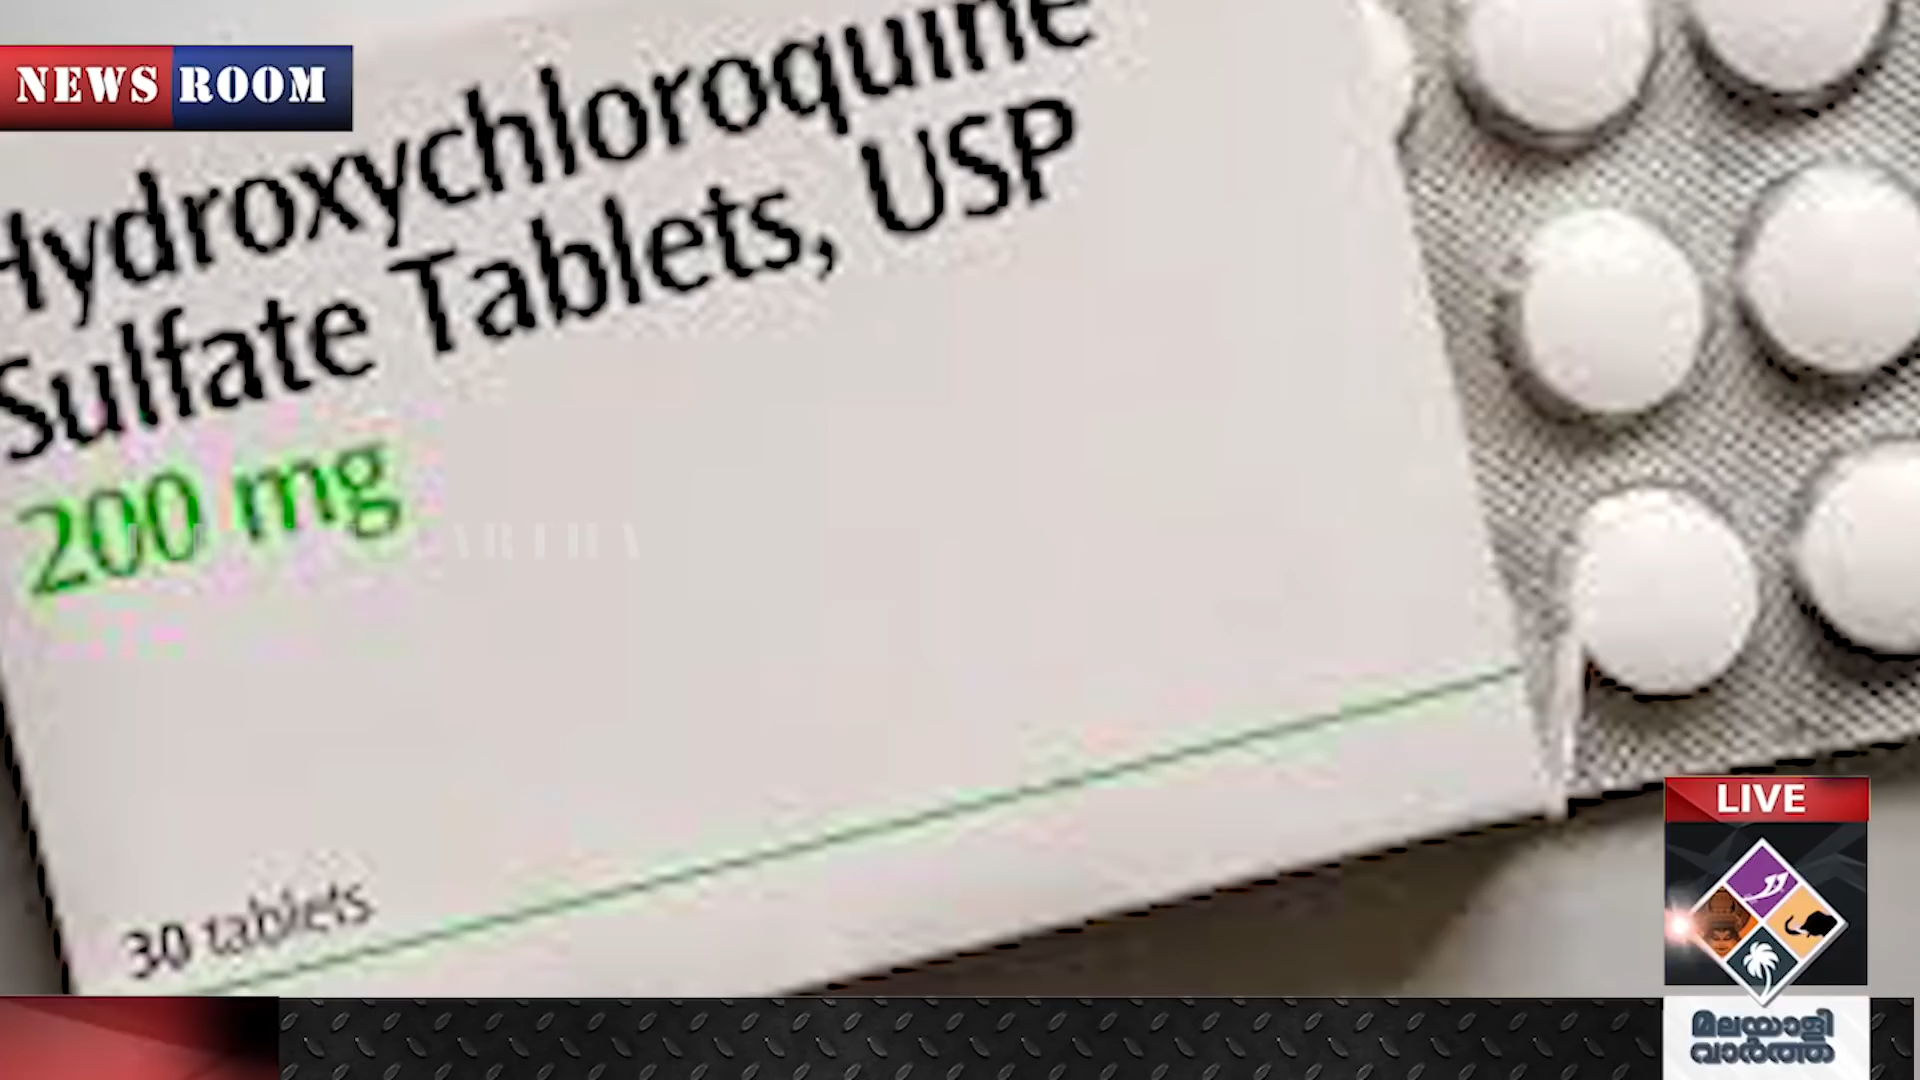 NEWS ROOM
Hydroxychloroquine
Sulfate Tablets, USP
200 mg
30 tablets
LIVE
മലയാളി
വാർത്ത